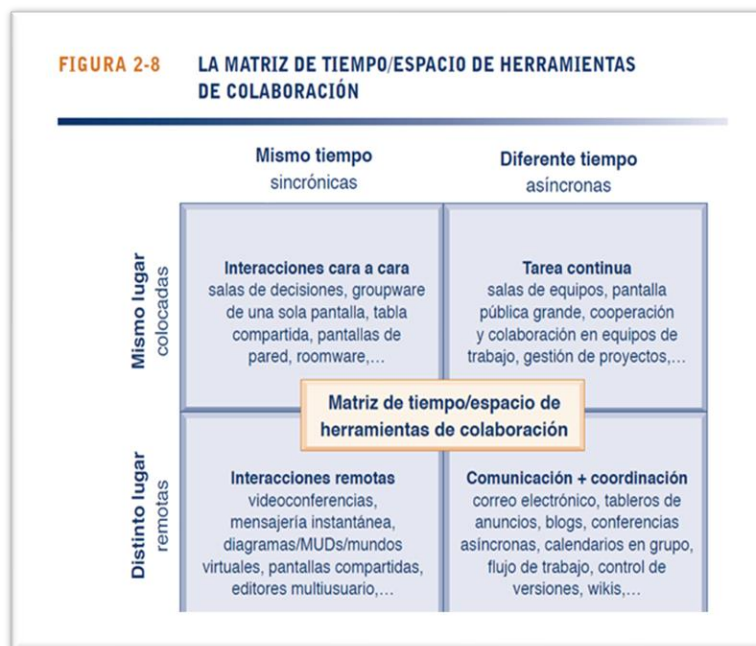 FIGURA 2-8
LA MATRIZ DE TIEMPO/ESPACIO DE HERRAMIENTAS
DE COLABORACIÓN
Mismo tiempo
sincrónicas
Diferente tiempo
asíncronas
Mismo lugar
colocadas
Interacciones cara a cara
salas de decisiones, groupware
de una sola pantalla, tabla
compartida, pantallas de
pared, roomware,...
Tarea continua
salas de equipos, pantalla
pública grande, cooperación
y colaboración en equipos de
trabajo, gestión de proyectos,...
Matriz de tiempo/espacio de
herramientas de colaboración
Distinto lugar
remotas
Interacciones remotas
videoconferencias,
mensajería instantánea,
diagramas/MUDs/mundos
virtuales, pantallas compartidas,
editores multiusuario,...
Comunicación + coordinación
correo electrónico, tableros de
anuncios, blogs, conferencias
asíncronas, calendarios en grupo,
flujo de trabajo, control de
versiones, wikis,...